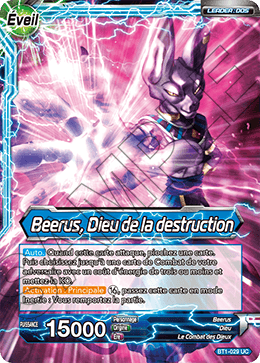 Éveil
LEADER-DOS
Beerus, Dieu de la destruction
Auto Quand cette carte attaque, piochez une carte.
Puis choisissez jusqu'à une carte de Combat de votre
adversaire avec un coût d'énergie de trois ou moins et
mettez-la KO.
Activation : Principale passez cette carte en mode
Inertie : Vous remportez la partie.
PUISSANCE
15000
Personnage Beerus
Origine Dieu
Ère Le Combat des Dieux
BT1-029 UC